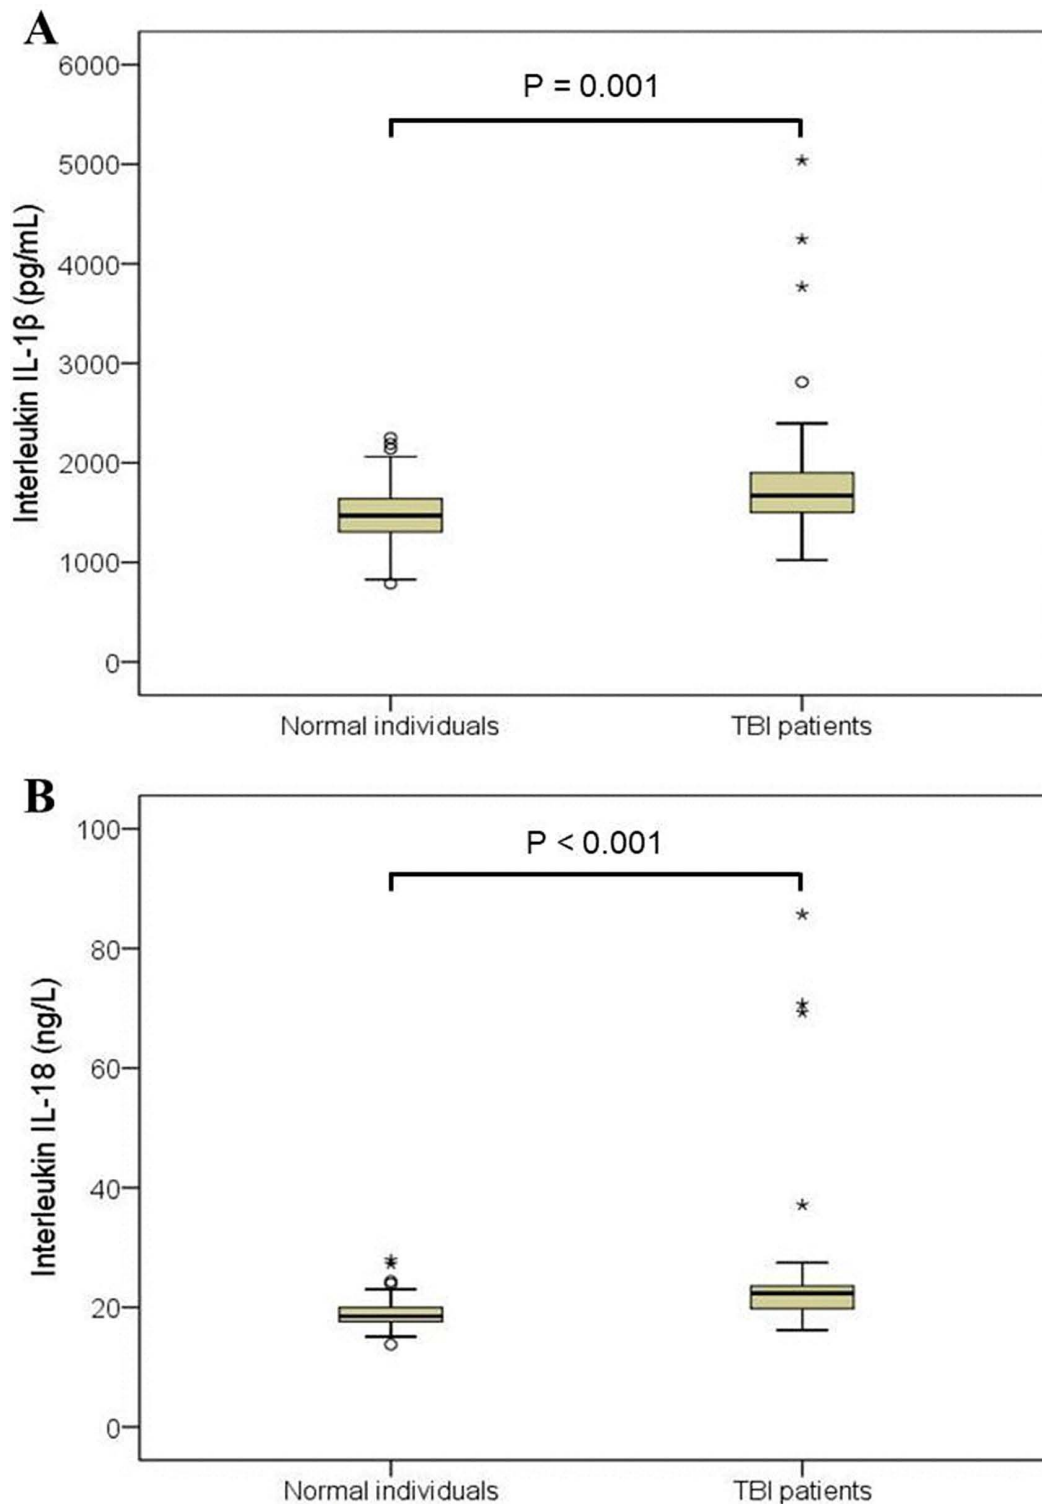 A
6000
P = 0.001
5000
4000
3000
2000
1000
0
Interleukin IL-1β (pg/mL)
Normal individuals
TBI patients
B
100
P < 0.001
80
60
40
20
0
Interleukin IL-18 (ng/L)
Normal individuals
TBI patients